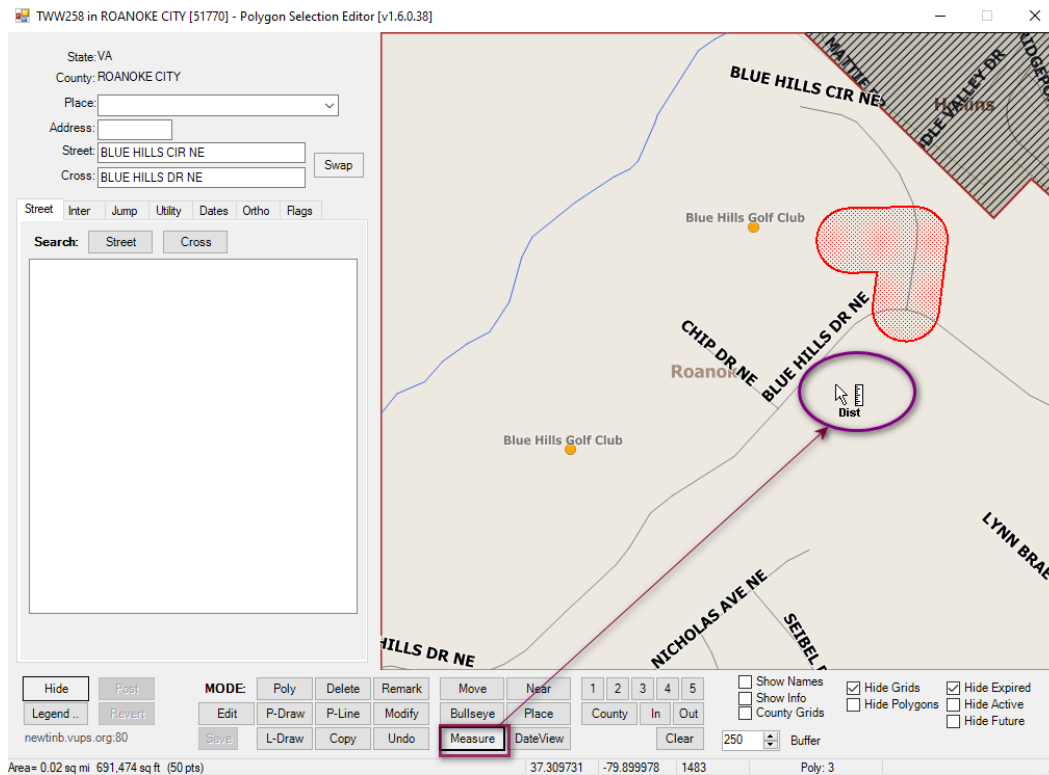 TWW258 in ROANOKE CITY [51770] - Polygon Selection Editor [v1.6.0.38]
State: VA
County: ROANOKE CITY
Place:
Address:
Street: BLUE HILLS CIR NE
Swap
Cross: BLUE HILLS DR NE
Street Inter Jump Utility Dates Ortho Flags
Search: Street Cross
BLUE HILLS CIR NE
Blue Hills Golf Club
BLUE HILLS DR NE
CHIP DR NE
Dist
Blue Hills Golf Club
LYNN BRAE
NICHOLAS AVE NE
SEIBEL
HILLS DR NE
Hide Post MODE: Poly Delete Remark Move Near 1 2 3 4 5
Legend .. Revert Edit P-Draw P-Line Modify Bullseye Place County In Out
newtinb.vups.org:80 Save L-Draw Copy Undo Measure DateView Clear 250 Buffer
Show Names
Show Info
County Grids
Hide Grids
Hide Polygons
Hide Expired
Hide Active
Hide Future
Area= 0.02 sq mi 691,474 sq ft (50 pts) 37.309731 -79.899978 1483 Poly: 3